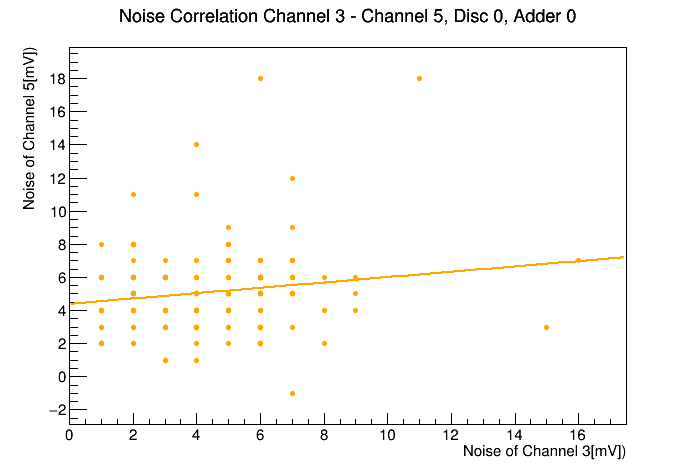 Noise Correlation Channel 3 - Channel 5, Disc 0, Adder 0
Noise of Channel 5[mV])
18
16
14
12
10
8
6
4
2
0
−2
0 2 4 6 8 10 12 14 16
Noise of Channel 3[mV])